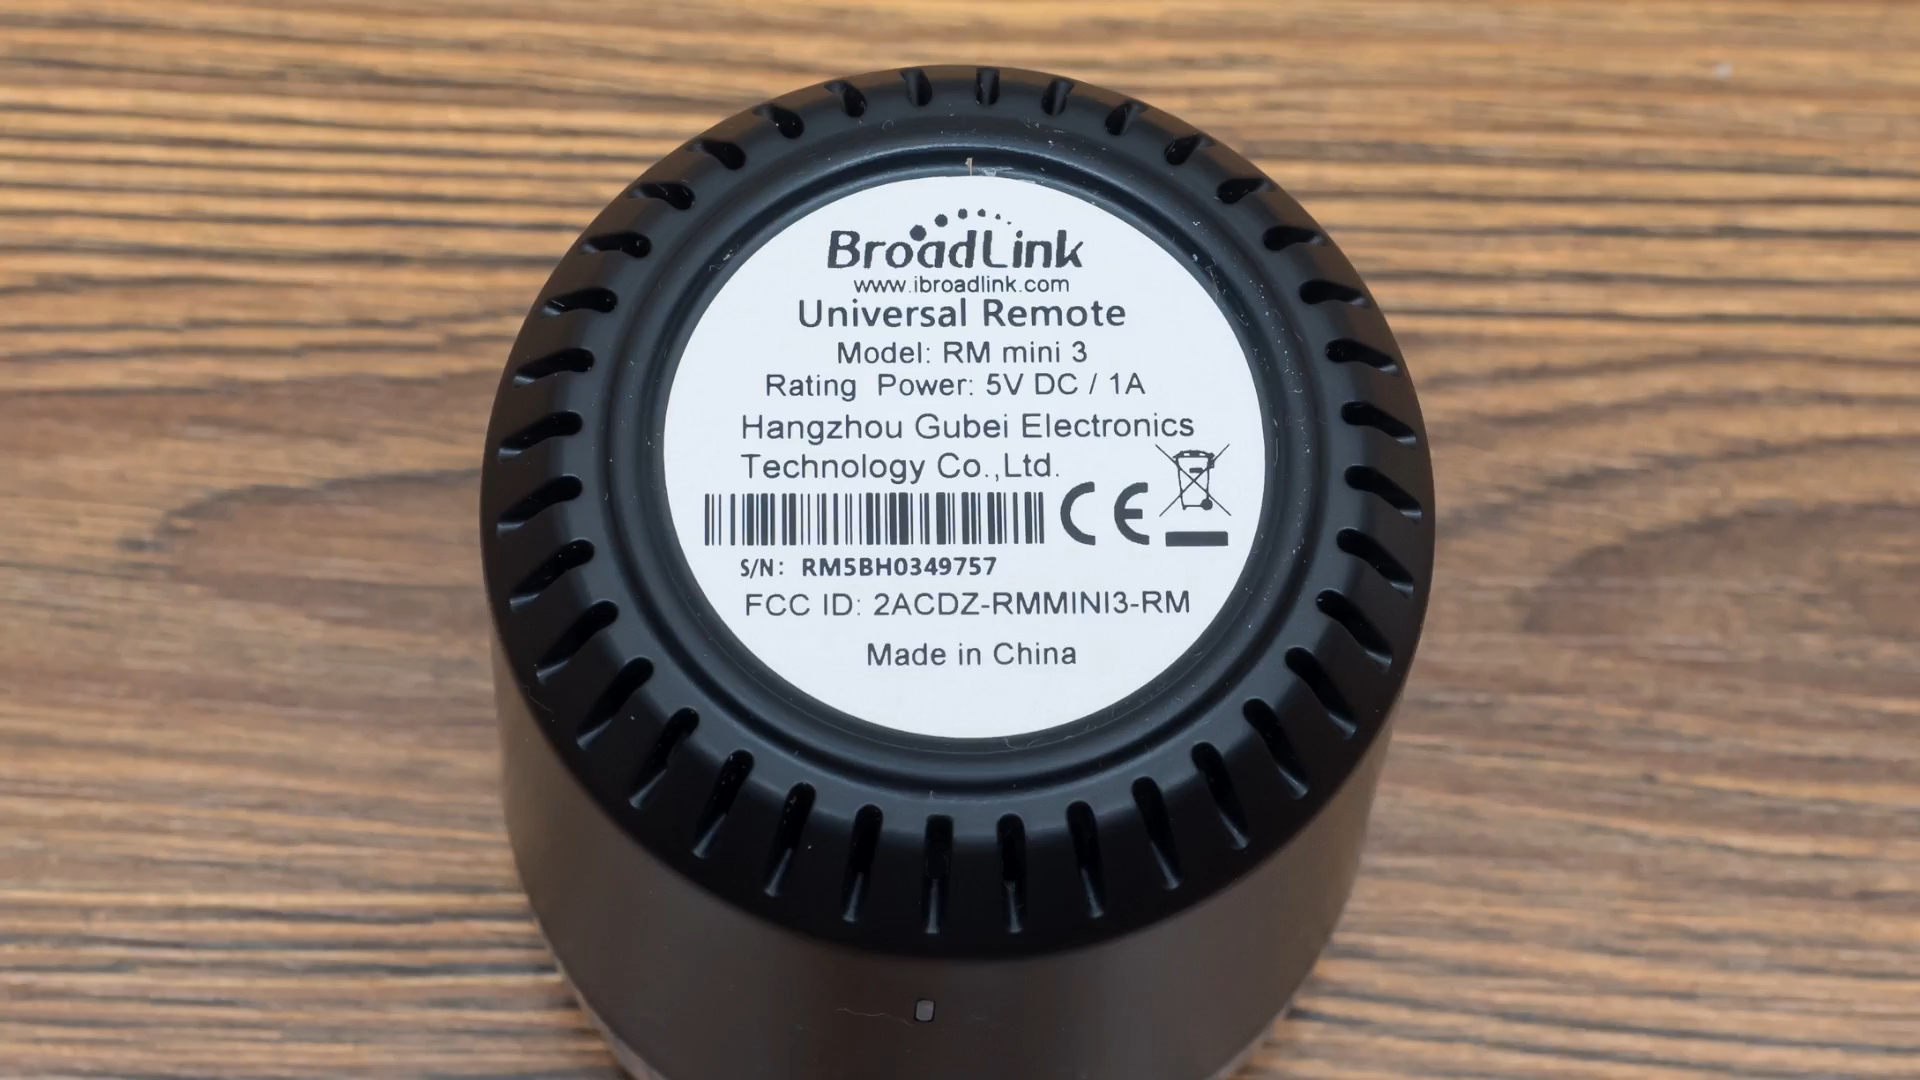 BroadLink
www.ibroadlink.com
Universal Remote
Model: RM mini 3
Rating Power: 5V DC / 1A
Hangzhou Gubei Electronics
Technology Co.,Ltd.
CE
S/N: RM5BH0349757
FCC ID: 2ACDZ-RMMINI3-RM
Made in China